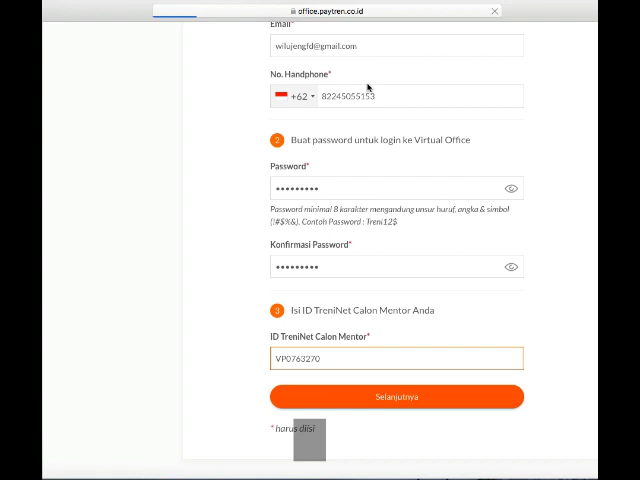 office.paytren.co.id
Email*
wilujengfd@gmail.com
No. Handphone*
+62 82245055153
2 Buat password untuk login ke Virtual Office
Password*
•••••••••
Password minimal 8 karakter mengandung unsur huruf, angka & simbol
(!#$%&). Contoh Password : Treni12$
Konfirmasi Password*
•••••••••
3 Isi ID TreniNet Calon Mentor Anda
ID TreniNet Calon Mentor*
VP0763270
Selanjutnya
* harus diisi